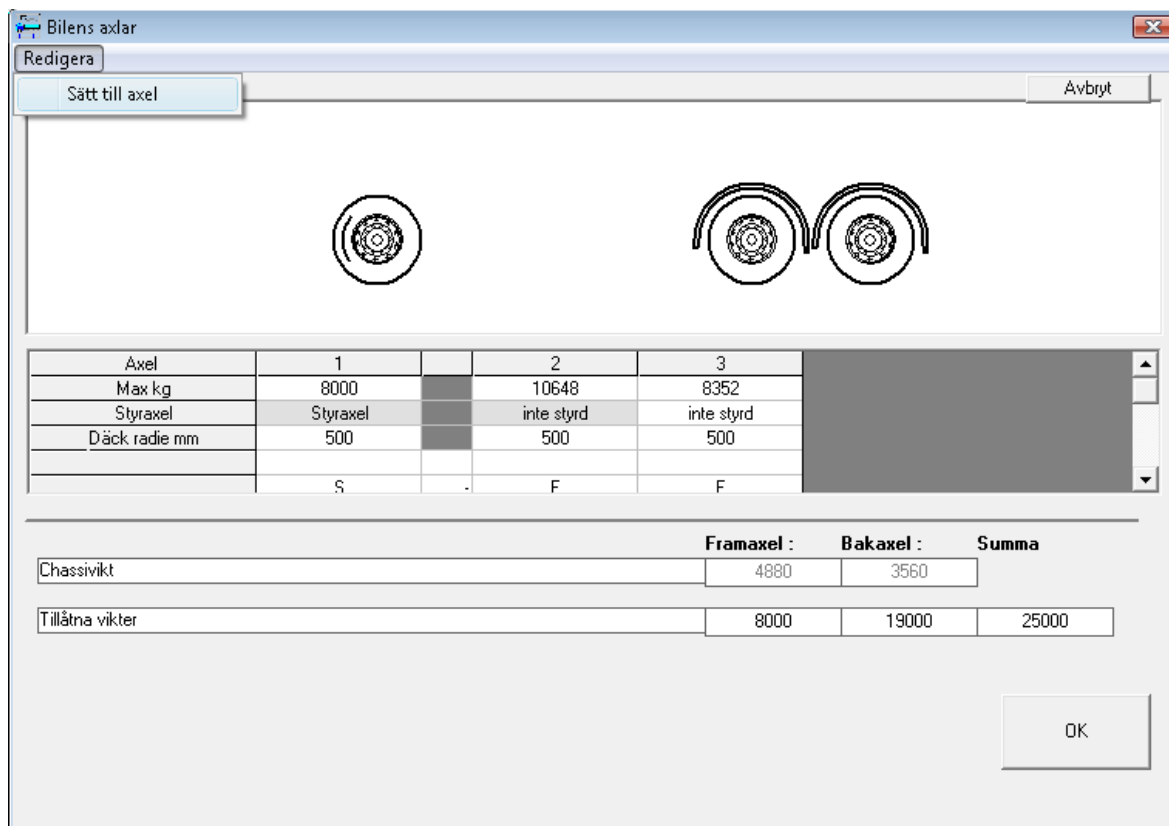 Bilens axlar
Redigera
Sätt till axel
Avbryt
Axel 1 2 3
Max kg 8000 10648 8352
Styraxel Styraxel inte styrd inte styrd
Däck radie mm 500 500 500
S - F F
Framaxel : Bakaxel : Summa
Chassivikt 4880 3560
Tillåtna vikter 8000 19000 25000
OK